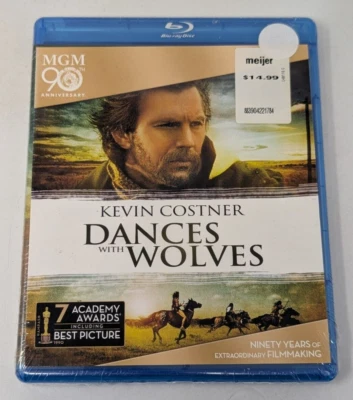 Blu-ray Disc
MGM
90TH
ANNIVERSARY
meijer
$14.99
KEVIN COSTNER
DANCES
WITH
WOLVES
7 ACADEMY
AWARDS
INCLUDING
BEST PICTURE
NINETY YEARS OF
EXTRAORDINARY FILMMAKING